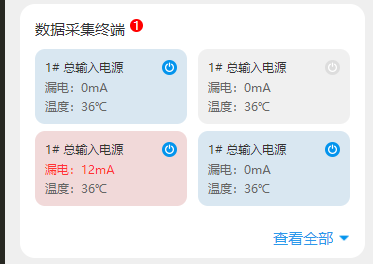 数据采集终端 1
1# 总输入电源
漏电：0mA
温度：36℃
1# 总输入电源
漏电：0mA
温度：36℃
1# 总输入电源
漏电：12mA
温度：36℃
1# 总输入电源
漏电：0mA
温度：36℃
查看全部